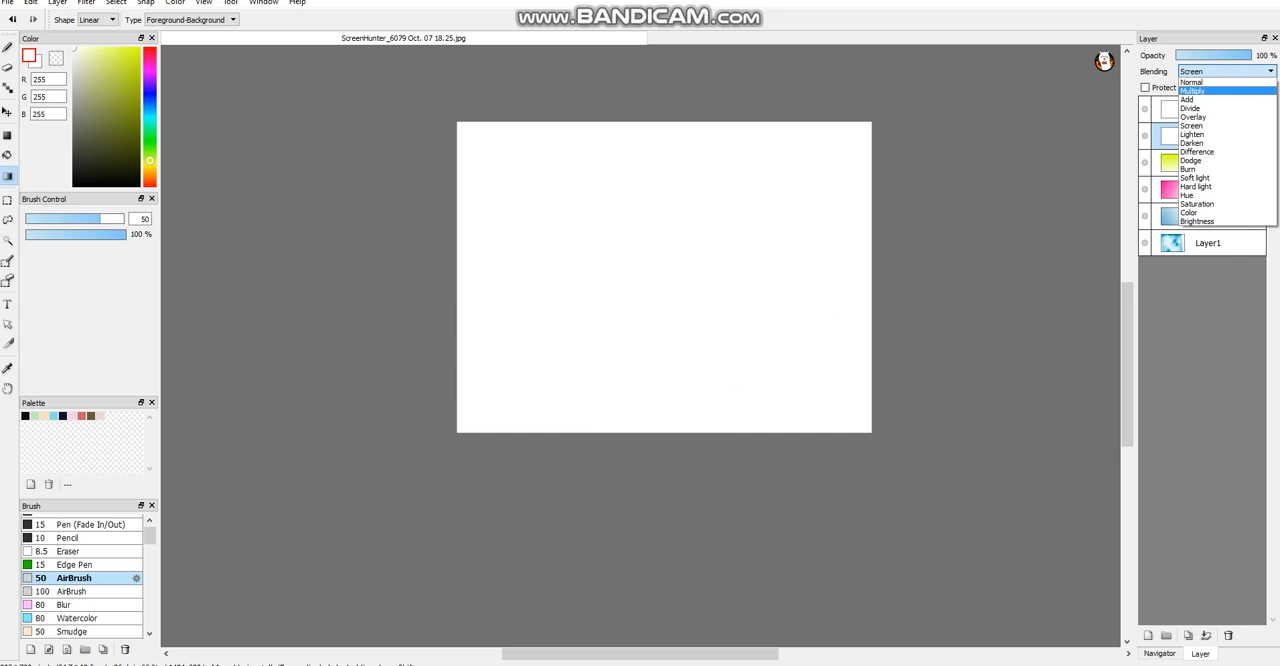 File Edit Layer Filter Select Snap Color View Tool Window Help
www.BANDICAM.com
Shape Linear Type Foreground-Background
Color
ScreenHunter_6079 Oct. 07 18.25.jpg
Layer
Opacity 100 %
Blending Screen
Normal
Multiply
Add
Divide
Overlay
Screen
Lighten
Darken
Difference
Dodge
Burn
Soft light
Hard light
Hue
Saturation
Color
Brightness
Protect
Layer1
R 255
G 255
B 255
Brush Control
50
100 %
Palette
---
Brush
15 Pen (Fade In/Out)
10 Pencil
8.5 Eraser
15 Edge Pen
50 AirBrush
100 AirBrush
80 Blur
80 Watercolor
50 Smudge
Navigator Layer